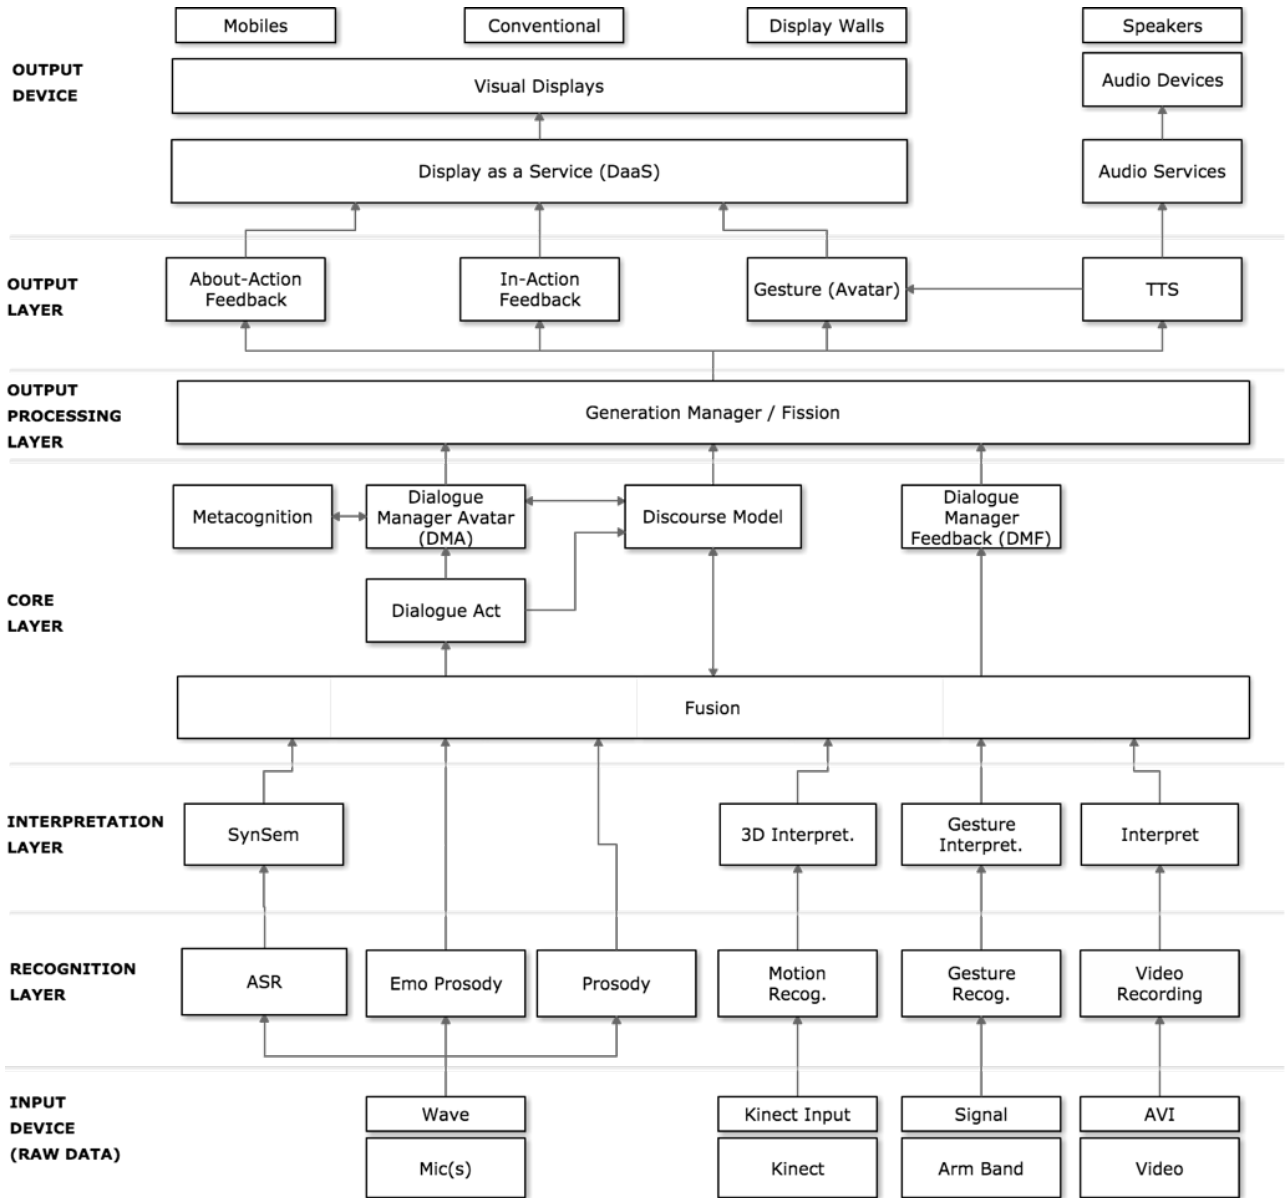 Mobiles
Conventional
Display Walls
Speakers
OUTPUT
DEVICE
Visual Displays
Audio Devices
Display as a Service (DaaS)
Audio Services
OUTPUT
LAYER
About-Action
Feedback
In-Action
Feedback
Gesture (Avatar)
TTS
OUTPUT
PROCESSING
LAYER
Generation Manager / Fission
Metacognition
Dialogue
Manager Avatar
(DMA)
Discourse Model
Dialogue
Manager
Feedback (DMF)
CORE
LAYER
Dialogue Act
Fusion
INTERPRETATION
LAYER
SynSem
3D Interpret.
Gesture
Interpret.
Interpret
RECOGNITION
LAYER
ASR
Emo Prosody
Prosody
Motion
Recog.
Gesture
Recog.
Video
Recording
INPUT
DEVICE
(RAW DATA)
Wave
Kinect Input
Signal
AVI
Mic(s)
Kinect
Arm Band
Video